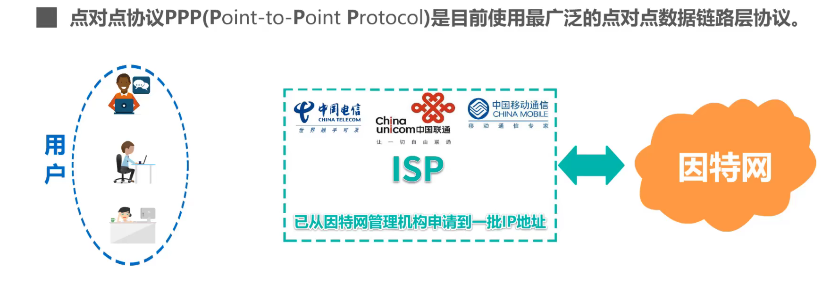 点对点协议PPP(Point-to-Point Protocol)是目前使用最广泛的点对点数据链路层协议。
用户
中国电信
CHINA TELECOM
世界触手可及
China
unicom中国联通
让一切自由连通
中国移动通信
CHINA MOBILE
移动通信专家
ISP
已从因特网管理机构申请到一批IP地址
因特网